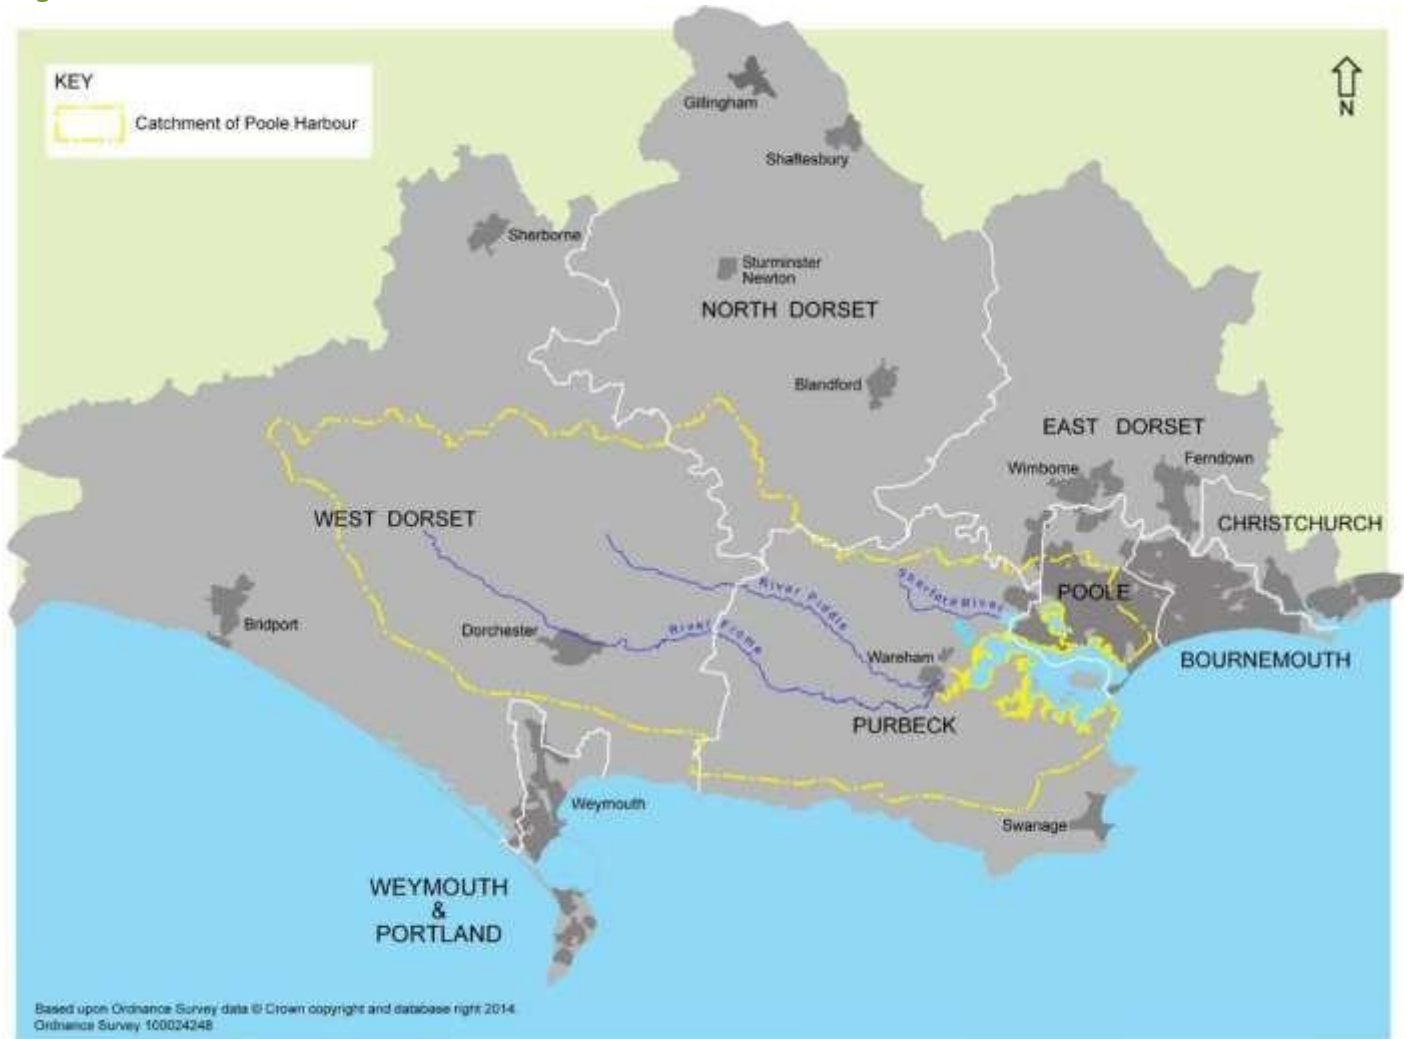 KEY
Catchment of Poole Harbour
N
Gillingham
Shaftesbury
Sherborne
Sturminster
Newton
NORTH DORSET
Blandford
EAST DORSET
Wimborne
Ferndown
WEST DORSET
CHRISTCHURCH
River Piddle
Sherford River
POOLE
Bridport
Dorchester
River Frome
Wareham
BOURNEMOUTH
PURBECK
Weymouth
Swanage
WEYMOUTH
&
PORTLAND
Based upon Ordnance Survey data © Crown copyright and database right 2014.
Ordnance Survey 100024248